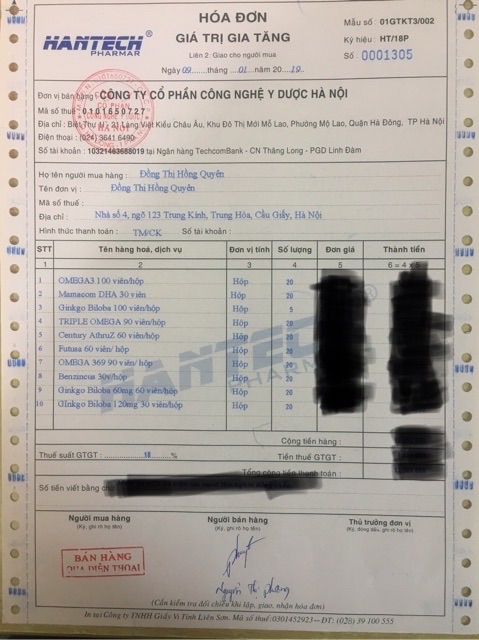 HANTECH
PHARMAR
HÓA ĐƠN
GIÁ TRỊ GIA TĂNG
Liên 2: Giao cho người mua
Ngày 09 tháng 01 năm 2019
Mẫu số : 01GTKT3/002
Ký hiệu : HT/18P
Số : 0001305
Đơn vị bán hàng : CÔNG TY CỔ PHẦN CÔNG NGHỆ Y DƯỢC HÀ NỘI
Mã số thuế : 0101650727
Địa chỉ : Biệt Thự 21 Làng Việt Kiều Châu Âu, Khu Đô Thị Mới Mỗ Lao, Phường Mộ Lao, Quận Hà Đông, TP Hà Nội
Điện thoại : (024) 3641 6490
Số tài khoản : 10321463685019 tại Ngân hàng TechcomBank - CN Thăng Long - PGD Linh Đàm
Họ tên người mua hàng : Đồng Thị Hồng Quyên
Tên đơn vị : Đồng Thị Hồng Quyên
Mã số thuế :
Địa chỉ : Nhà số 4, ngõ 123 Trung Kính, Trung Hòa, Cầu Giấy, Hà Nội
Hình thức thanh toán : TM/CK Số tài khoản :
STT Tên hàng hoá, dịch vụ Đơn vị tính Số lượng Đơn giá Thành tiền
1 2 3 4 5 6 = 4 x 5
1 OMEGA3 100 viên/hộp Hộp 20
2 Mamacom DHA 30 viên Hộp 20
3 Ginkgo Biloba 100 viên/hộp Hộp 5
4 TRIPLE OMEGA 90 viên/hộp Hộp 20
5 Century AthruZ 60 viên/hộp Hộp 20
6 Futusa 60 viên/ hộp Hộp 20
7 OMEGA 369 90 viên/ hộp Hộp 20
8 Benzinous 30v/hộp Hộp 20
9 Ginkgo Biloba 60mg 60 viên/hộp Hộp 20
10 GInkgo Biloba 120mg 30 viên/hộp Hộp 20
HANTECH
PHARMAR
Cộng tiền hàng :
Thuế suất GTGT : 10 % Tiền thuế GTGT :
Tổng cộng tiền thanh toán :
Số tiền viết bằng
Người mua hàng Người bán hàng Thủ trưởng đơn vị
(Ký, ghi rõ họ tên) (Ký, ghi rõ họ tên) (Ký, đóng dấu, ghi rõ họ tên)
BÁN HÀNG
QUA ĐIỆN THOẠI
Nguyễn Thị Phương
(Cần kiểm tra đối chiếu khi lập, giao, nhận hóa đơn)
In tại Công ty TNHH Giấy Vi Tính Liên Sơn. Mã số thuế: 0301452923 -- ĐT: (028) 39 100 555